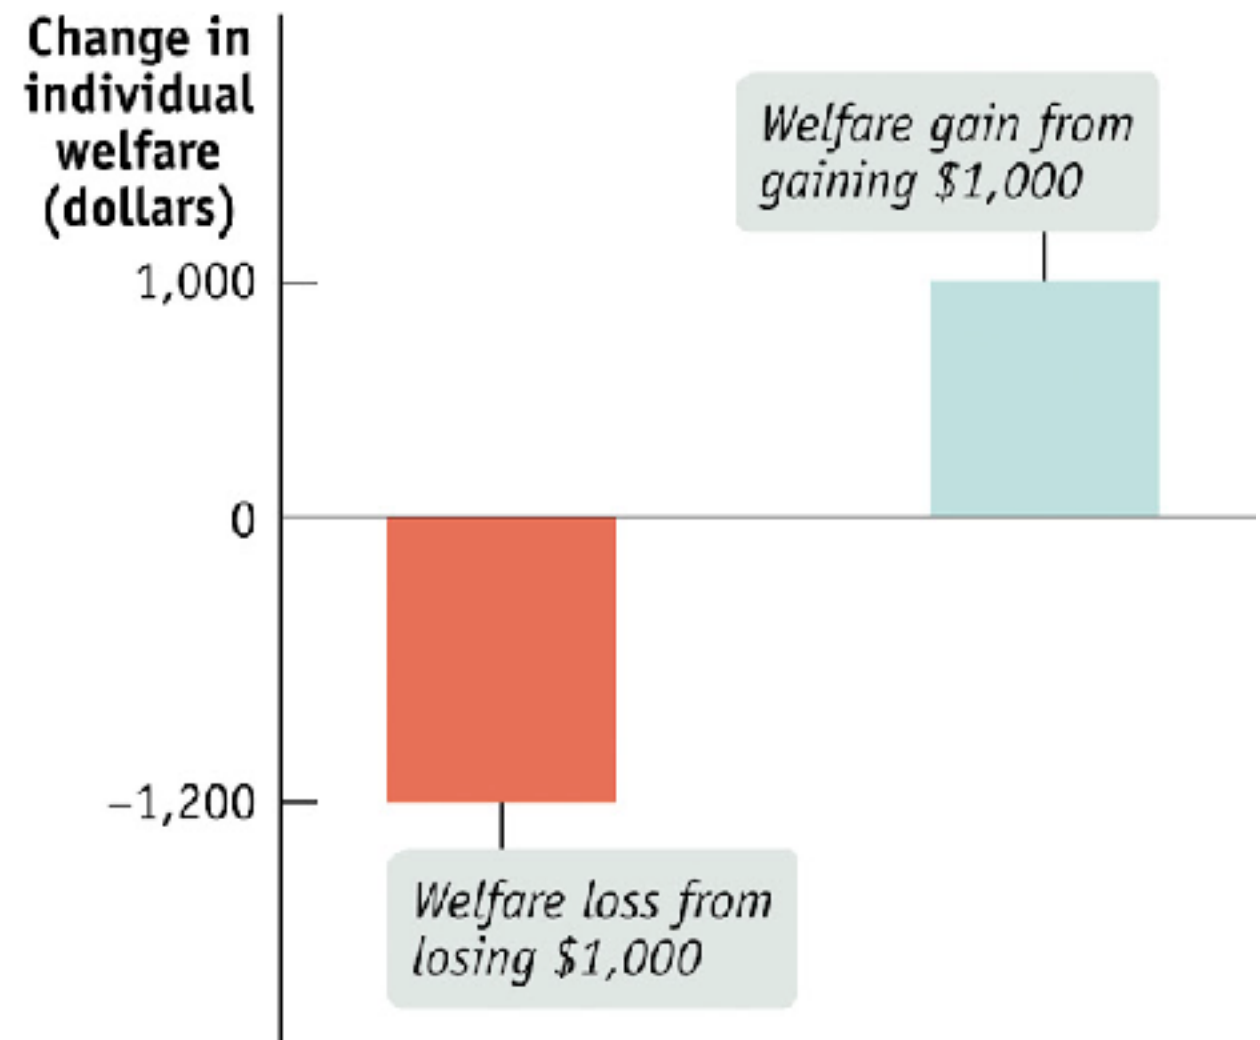 Change in
individual
welfare
(dollars)
Welfare gain from
gaining $1,000
1,000
0
–1,200
Welfare loss from
losing $1,000